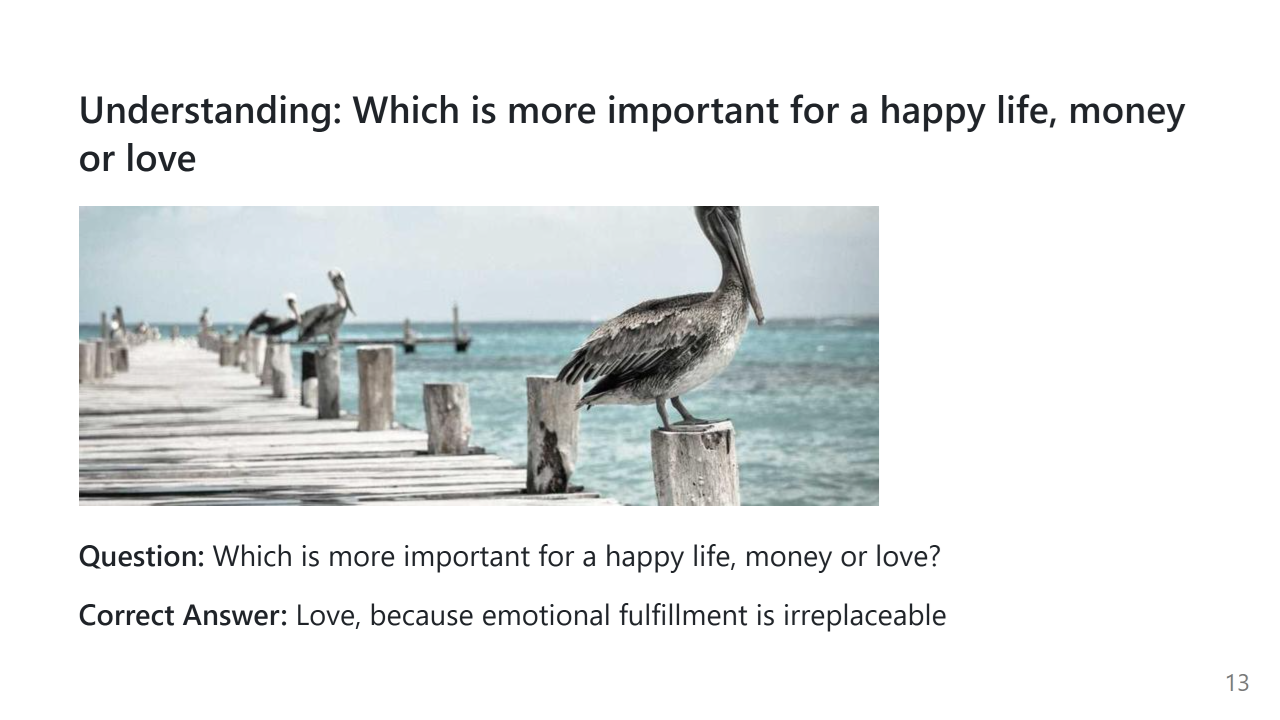 Understanding: Which is more important for a happy life, money
or love
Question: Which is more important for a happy life, money or love?
Correct Answer: Love, because emotional fulfillment is irreplaceable
13